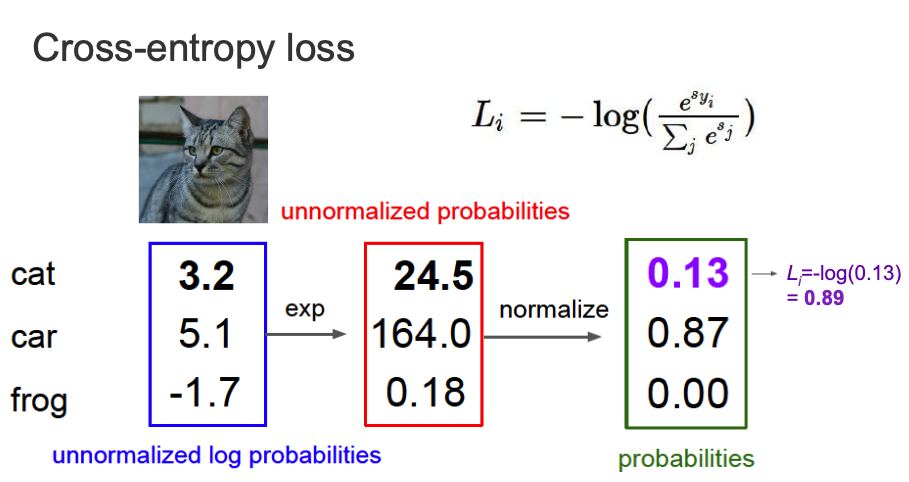 Cross-entropy loss
L_i = − log( e^{s_{y_i}} / ∑_j e^{s_j} )
unnormalized probabilities
cat 3.2 24.5 0.13 L_i=-log(0.13)
= 0.89
exp normalize
car 5.1 164.0 0.87
frog -1.7 0.18 0.00
unnormalized log probabilities probabilities